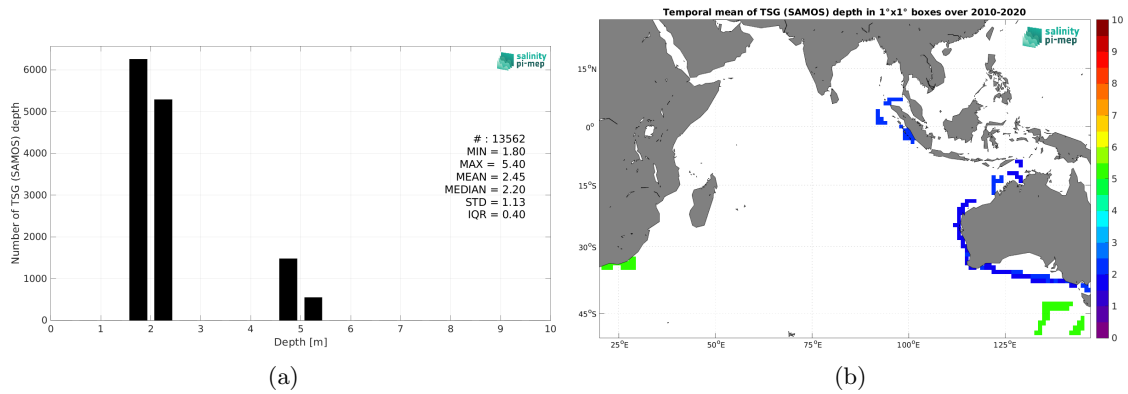 salinity
pi-mep
6000
5000
4000
3000
2000
1000
0
Number of TSG (SAMOS) depth
# : 13562
MIN = 1.80
MAX = 5.40
MEAN = 2.45
MEDIAN = 2.20
STD = 1.13
IQR = 0.40
0 1 2 3 4 5 6 7 8 9 10
Depth [m]
(a)
Temporal mean of TSG (SAMOS) depth in 1°x1° boxes over 2010-2020
salinity
pi-mep
15°N
0°
15°S
30°S
45°S
25°E 50°E 75°E 100°E 125°E
10
9
8
7
6
5
4
3
2
1
0
(b)